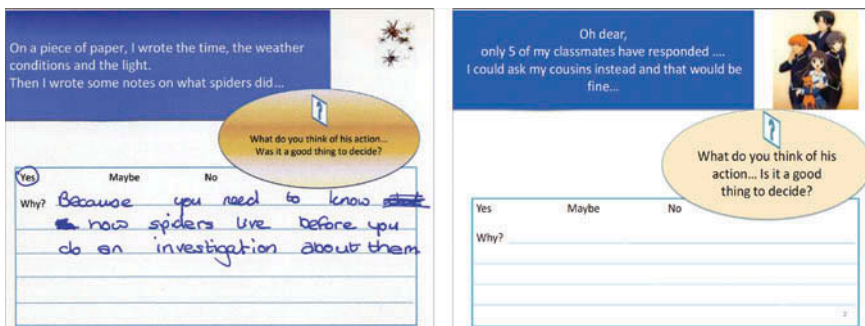 On a piece of paper, I wrote the time, the weather
conditions and the light.
Then I wrote some notes on what spiders did...
?
What do you think of his action...
Was it a good thing to decide?
Yes Maybe No
Why? Because you need to know
how spiders live before you
do an investigation about them
Oh dear,
only 5 of my classmates have responded ....
I could ask my cousins instead and that would be
fine...
?
What do you think of his
action... Is it a good
thing to decide?
Yes Maybe No
Why?
2